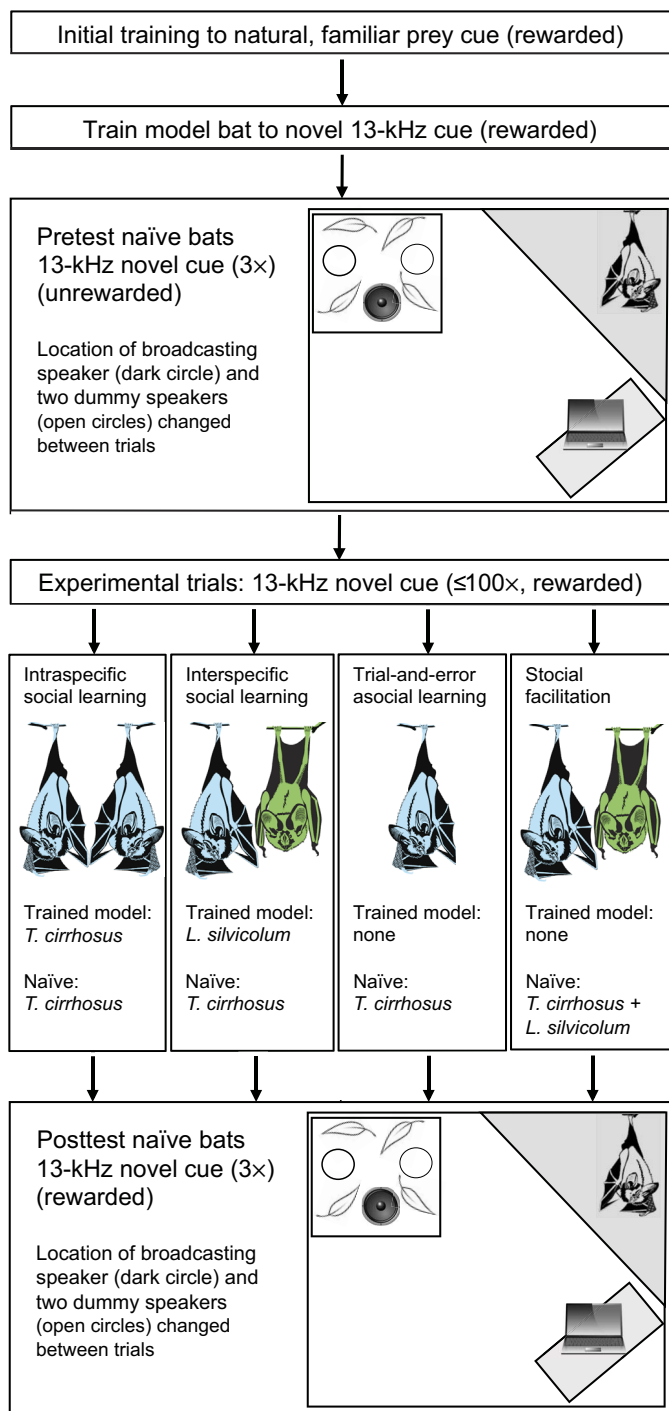 Initial training to natural, familiar prey cue (rewarded)
Train model bat to novel 13-kHz cue (rewarded)
Pretest naïve bats
13-kHz novel cue (3×)
(unrewarded)
Location of broadcasting
speaker (dark circle) and
two dummy speakers
(open circles) changed
between trials
Experimental trials: 13-kHz novel cue (≤100×, rewarded)
Intraspecific
social learning
Trained model:
T. cirrhosus
Naïve:
T. cirrhosus
Interspecific
social learning
Trained model:
L. silvicolum
Naïve:
T. cirrhosus
Trial-and-error
asocial learning
Trained model:
none
Naïve:
T. cirrhosus
Stocial
facilitation
Trained model:
none
Naïve:
T. cirrhosus +
L. silvicolum
Posttest naïve bats
13-kHz novel cue (3×)
(rewarded)
Location of broadcasting
speaker (dark circle) and
two dummy speakers
(open circles) changed
between trials